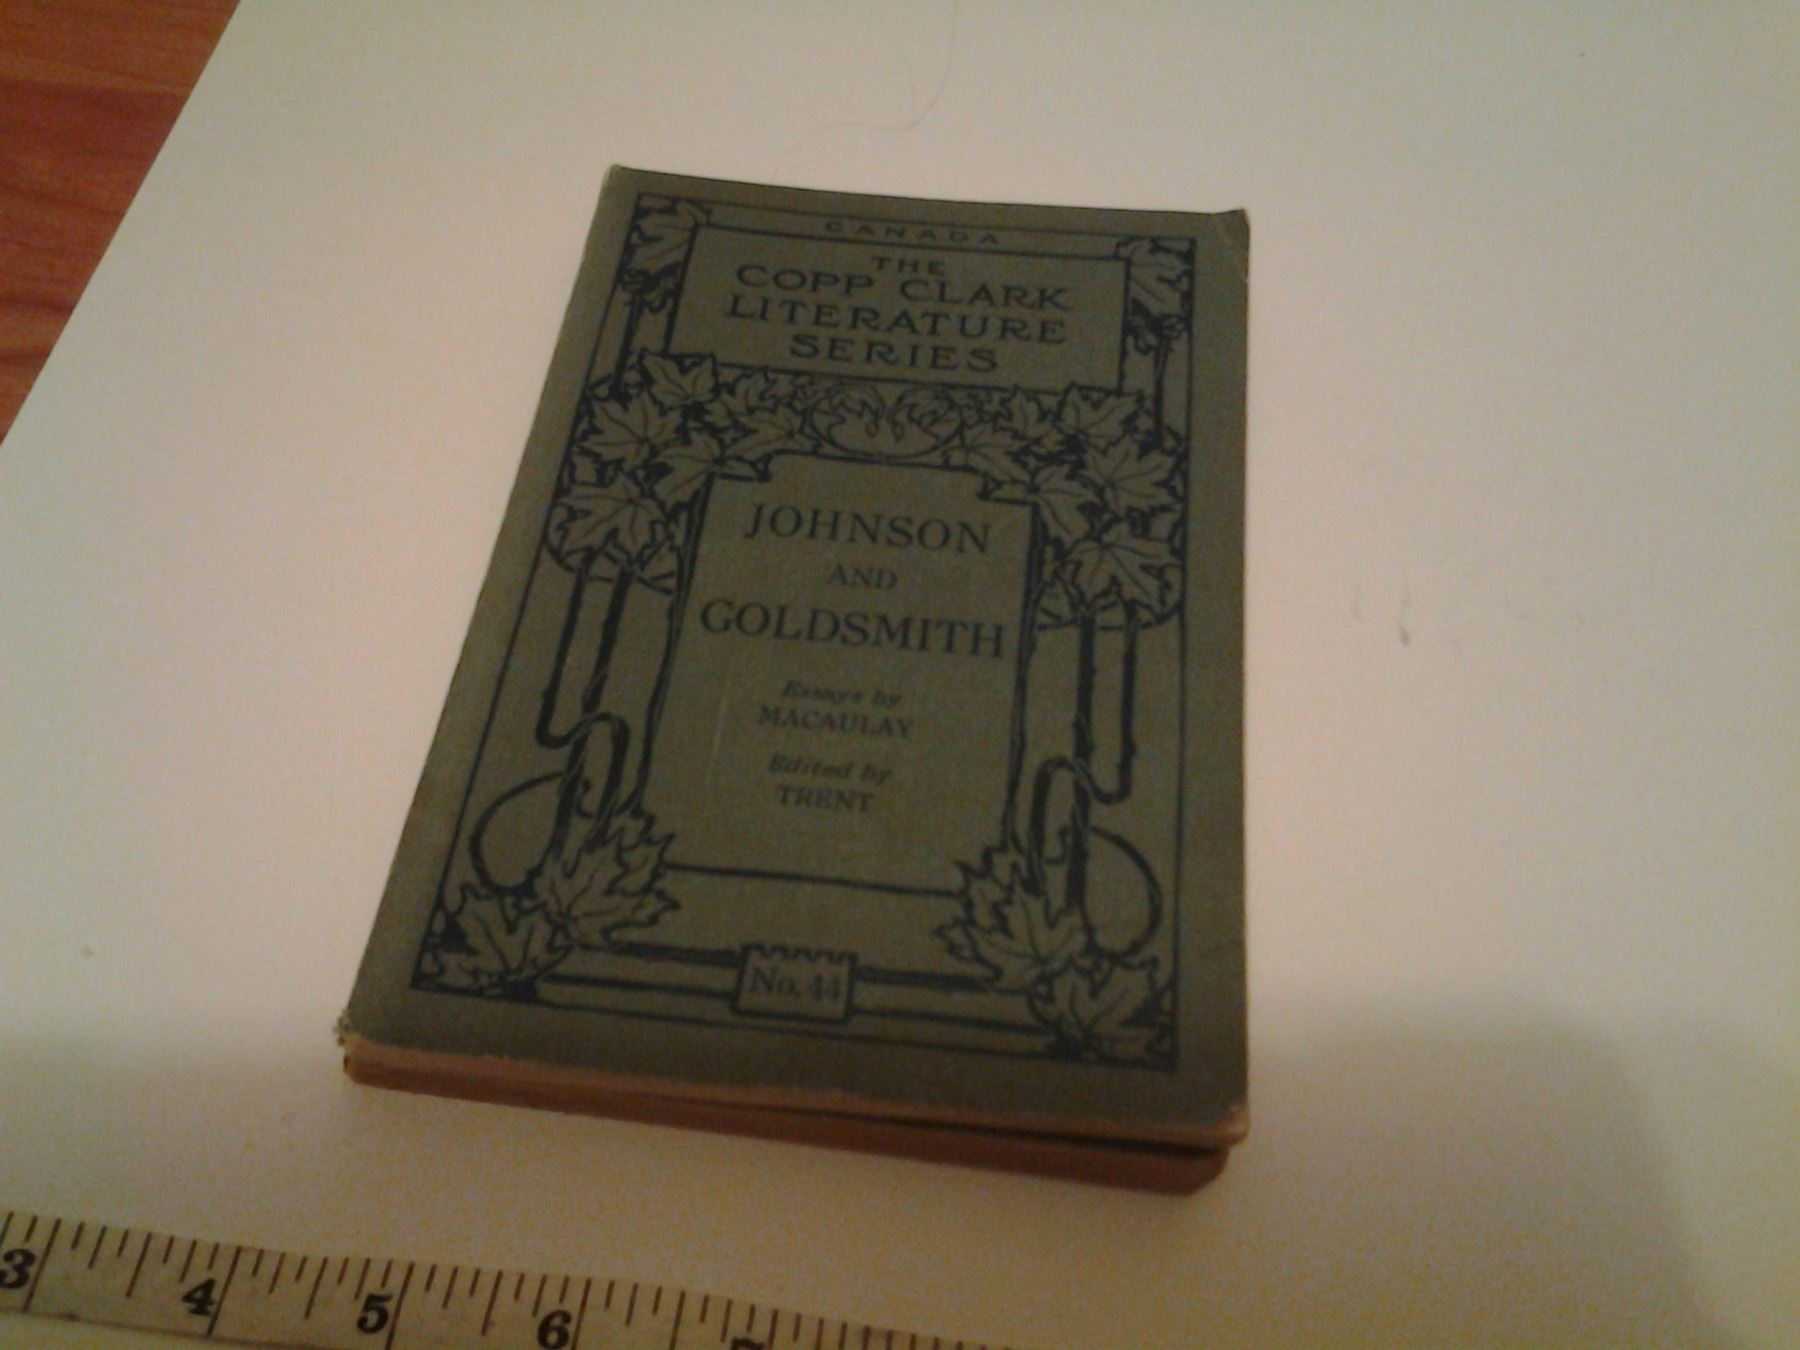 CANADA
THE
COPP CLARK
LITERATURE
SERIES
JOHNSON
AND
GOLDSMITH
Essays by
MACAULAY
Edited by
TRENT
No. 44
3 4 5 6 7